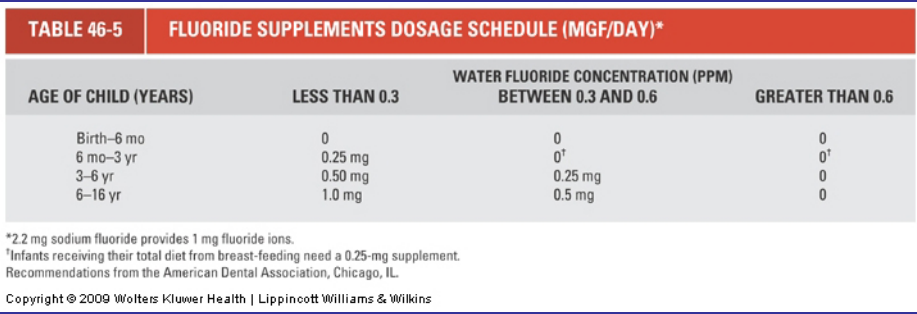 TABLE 46-5 FLUORIDE SUPPLEMENTS DOSAGE SCHEDULE (MGF/DAY)*
WATER FLUORIDE CONCENTRATION (PPM)
AGE OF CHILD (YEARS) LESS THAN 0.3 BETWEEN 0.3 AND 0.6 GREATER THAN 0.6
Birth–6 mo 0 0 0
6 mo–3 yr 0.25 mg 0† 0†
3–6 yr 0.50 mg 0.25 mg 0
6–16 yr 1.0 mg 0.5 mg 0
*2.2 mg sodium fluoride provides 1 mg fluoride ions.
†Infants receiving their total diet from breast-feeding need a 0.25-mg supplement.
Recommendations from the American Dental Association, Chicago, IL.
Copyright © 2009 Wolters Kluwer Health | Lippincott Williams & Wilkins